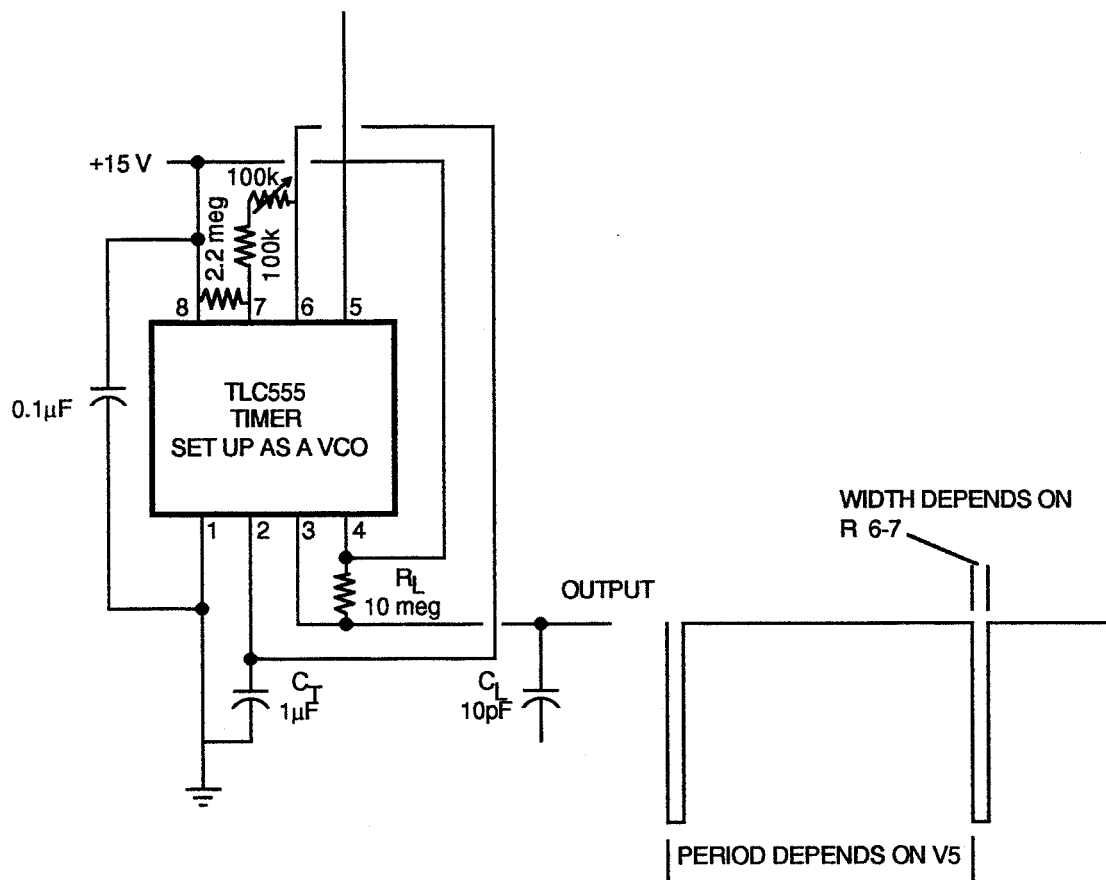 +15 V
100k
2.2 meg
100k
8
7
6
5
0.1µF
TLC555
TIMER
SET UP AS A VCO
1
2
3
4
R_L
10 meg
C_T
1µF
OUTPUT
C_L
10pF
WIDTH DEPENDS ON
R 6-7
PERIOD DEPENDS ON V5